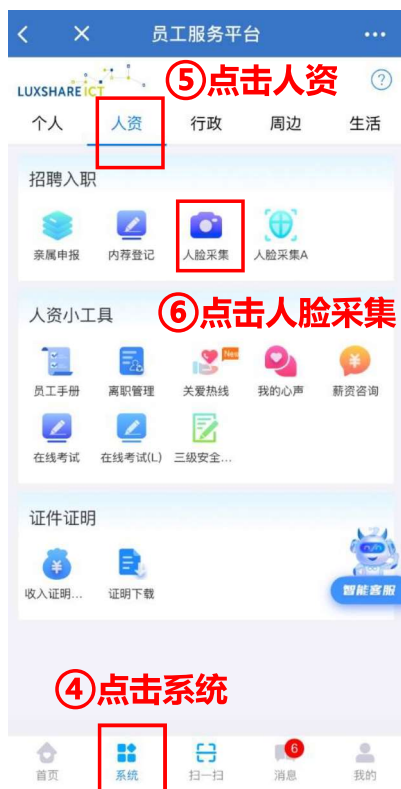 员工服务平台
LUXSHARE ICT
⑤点击人资
?
个人 人资 行政 周边 生活
招聘入职
亲属申报 内荐登记 人脸采集 人脸采集A
⑥点击人脸采集
人资小工具
Nes
员工手册 离职管理 关爱热线 我的心声 薪资咨询
在线考试 在线考试(L) 三级安全...
证件证明
收入证明... 证明下载
智能客服
④点击系统
6
首页 系统 扫一扫 消息 我的